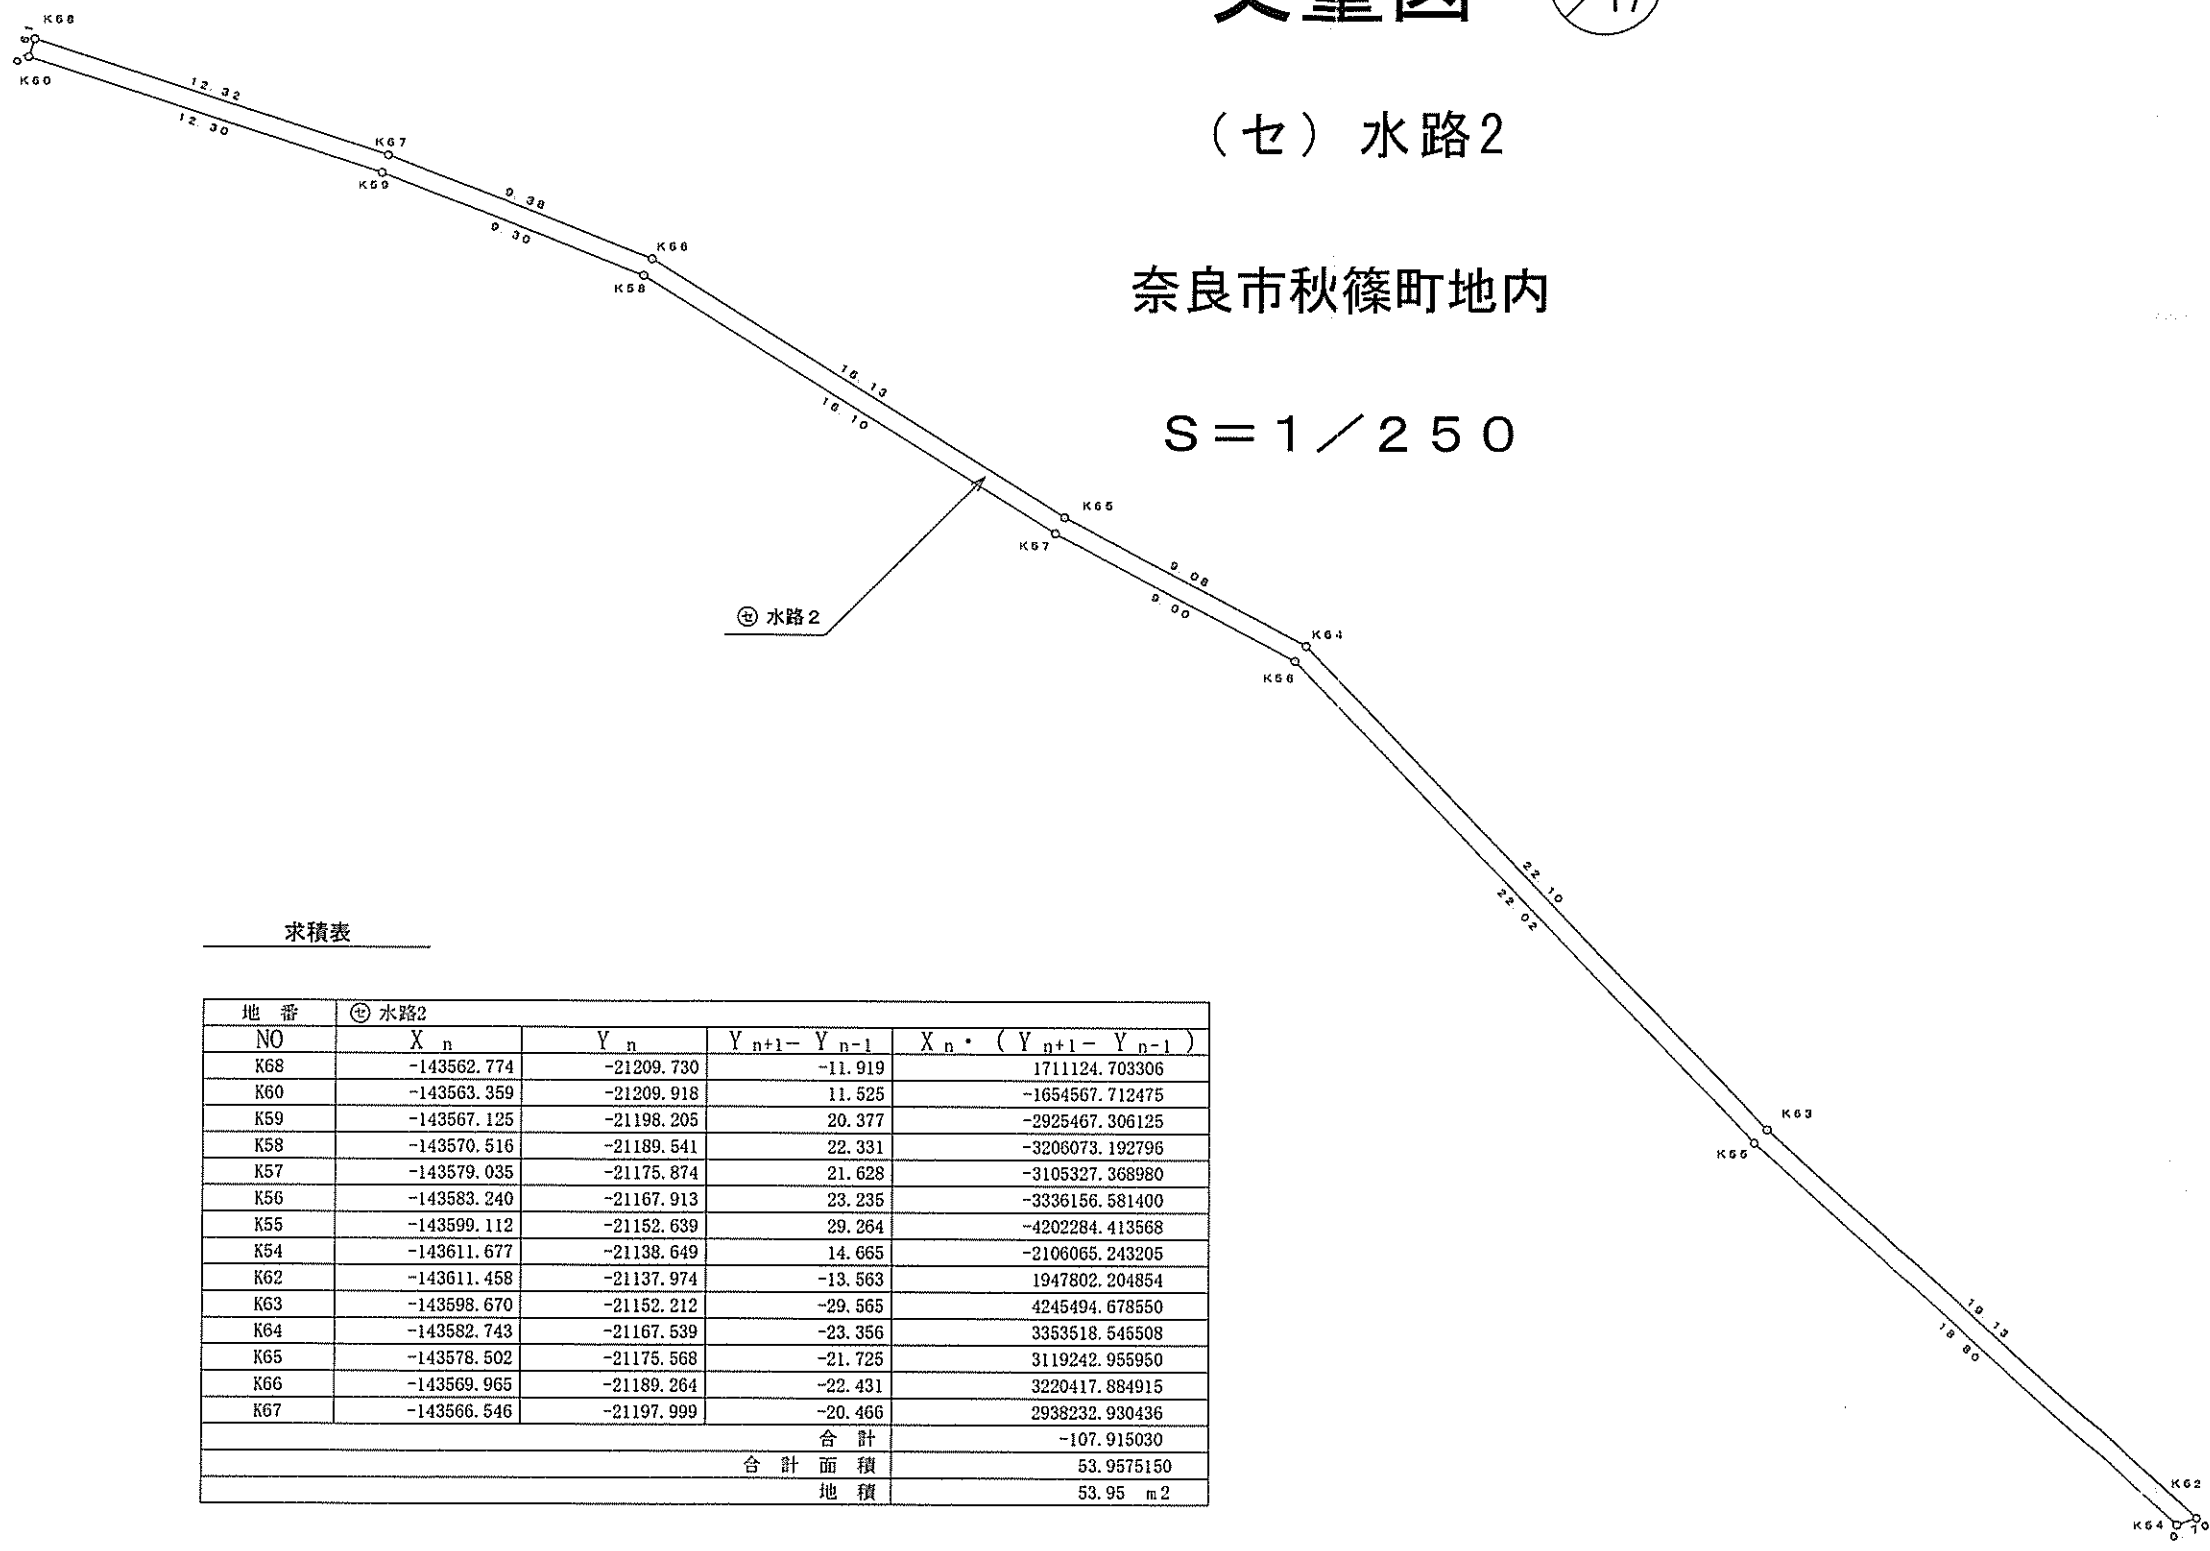 17
（セ）水路2
奈良市秋篠町地内
S＝1／250
K68
61
0.
K60
12.32
12.30
K67
K59
9.38
9.30
K66
K58
16.13
16.10
K65
K57
㋝ 水路2
9.08
9.00
K64
K56
22.10
22.02
K63
K55
19.13
18.80
K62
K54
0.70
求積表
地番 ㋝ 水路2
NO X n Y n Y n+1− Y n-1 X n・( Y n+1− Y n-1 )
K68 -143562.774 -21209.730 -11.919 1711124.703306
K60 -143563.359 -21209.918 11.525 -1654567.712475
K59 -143567.125 -21198.205 20.377 -2925467.306125
K58 -143570.516 -21189.541 22.331 -3206073.192796
K57 -143579.035 -21175.874 21.628 -3105327.368980
K56 -143583.240 -21167.913 23.235 -3336156.581400
K55 -143599.112 -21152.639 29.264 -4202284.413568
K54 -143611.677 -21138.649 14.665 -2106065.243205
K62 -143611.458 -21137.974 -13.563 1947802.204854
K63 -143598.670 -21152.212 -29.565 4245494.678550
K64 -143582.743 -21167.539 -23.356 3353518.545508
K65 -143578.502 -21175.568 -21.725 3119242.955950
K66 -143569.965 -21189.264 -22.431 3220417.884915
K67 -143566.546 -21197.999 -20.466 2938232.930436
合計 -107.915030
合計面積 53.9575150
地積 53.95 m2